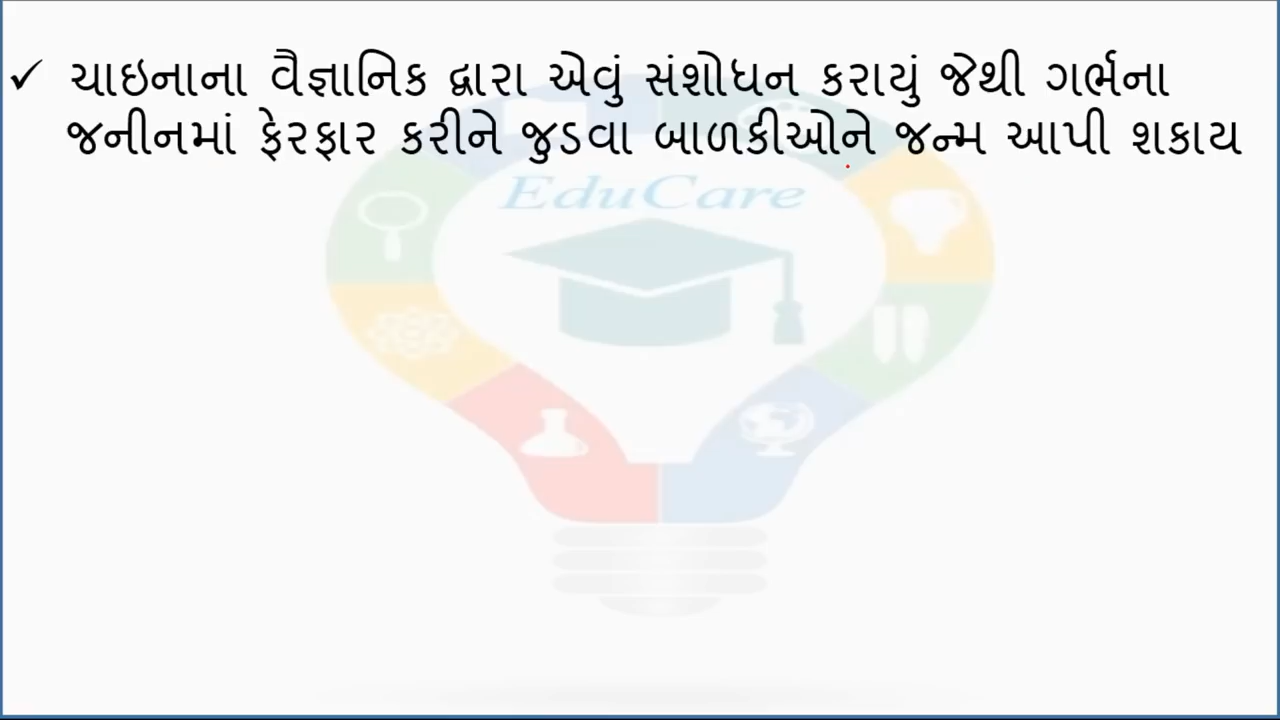 ✓ ચાઇનાના વૈજ્ઞાનિક દ્વારા એવું સંશોધન કરાયું જેથી ગર્ભના
જનીનમાં ફેરફાર કરીને જુડવા બાળકીઓને જન્મ આપી શકાય
EduCare